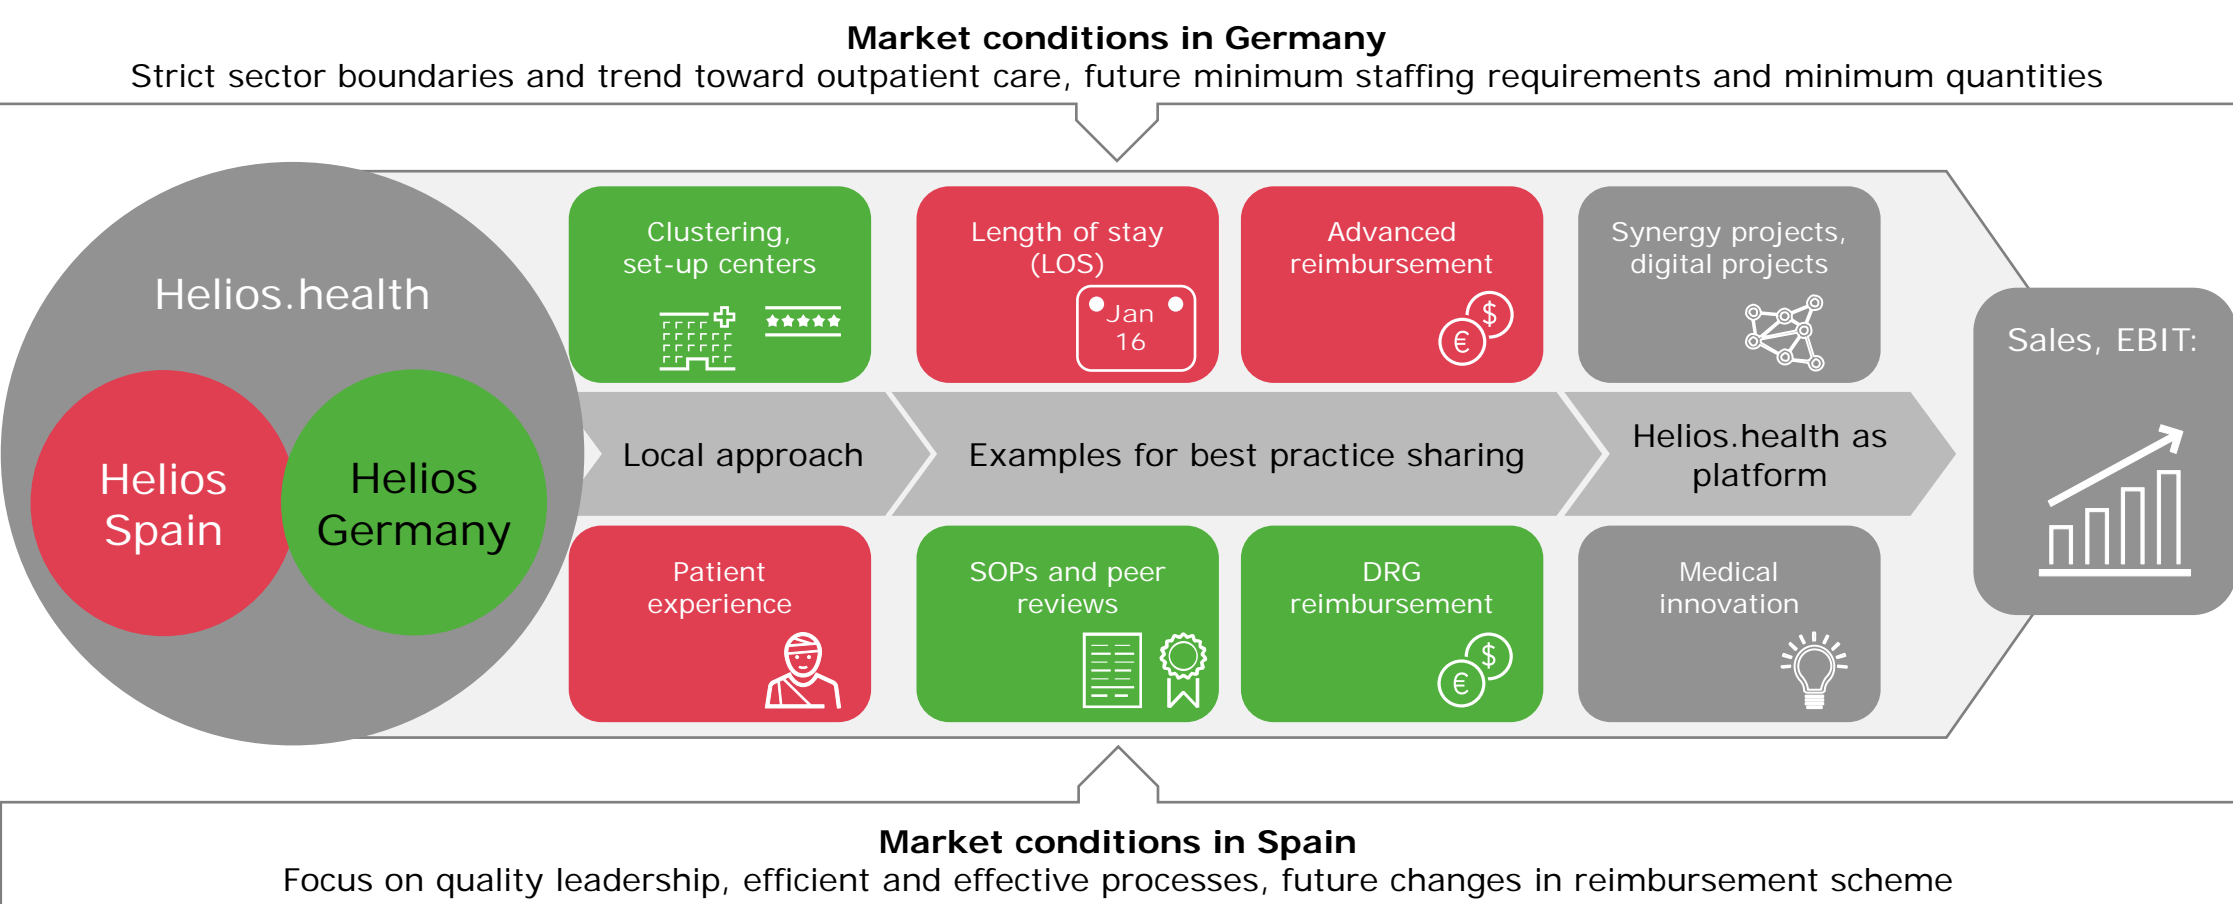 Market conditions in Germany
Strict sector boundaries and trend toward outpatient care, future minimum staffing requirements and minimum quantities
Helios.health
Helios
Spain
Helios
Germany
Clustering,
set-up centers
Length of stay
(LOS)
Jan
16
Advanced
reimbursement
$
€
Synergy projects,
digital projects
Local approach
Examples for best practice sharing
Helios.health as
platform
Patient
experience
SOPs and peer
reviews
DRG
reimbursement
$
€
Medical
innovation
Sales, EBIT:
Market conditions in Spain
Focus on quality leadership, efficient and effective processes, future changes in reimbursement scheme